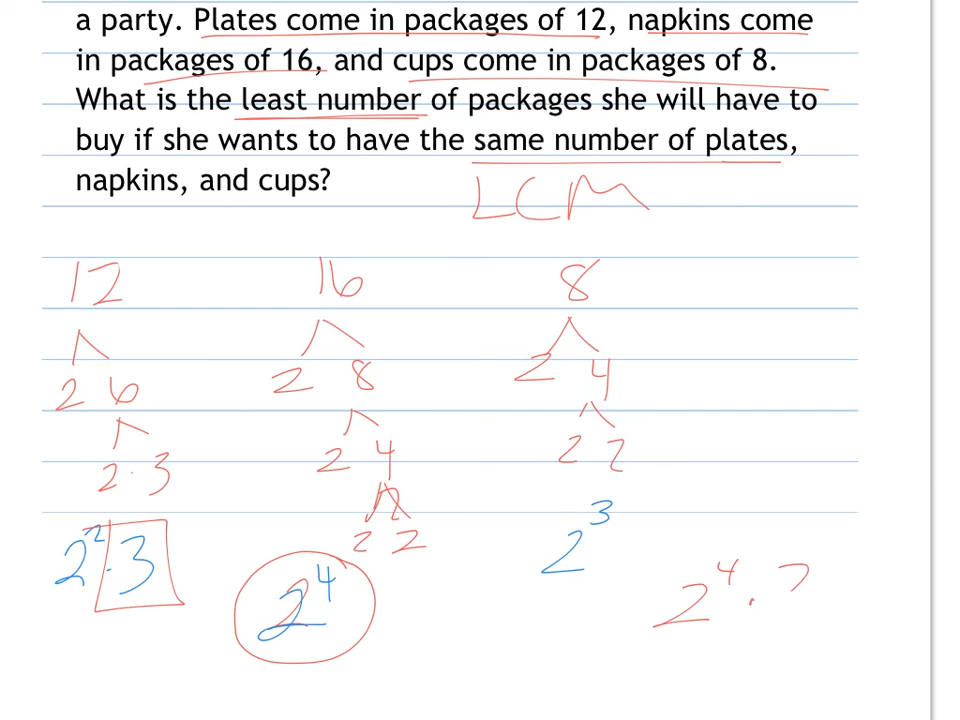 a party. Plates come in packages of 12, napkins come
in packages of 16, and cups come in packages of 8.
What is the least number of packages she will have to
buy if she wants to have the same number of plates,
napkins, and cups?
LCM
12 16 8
2 6 2 8 2 4
2 · 3 2 4 2 2
2 2
2² · 3 2⁴ 2³
2⁴ ·